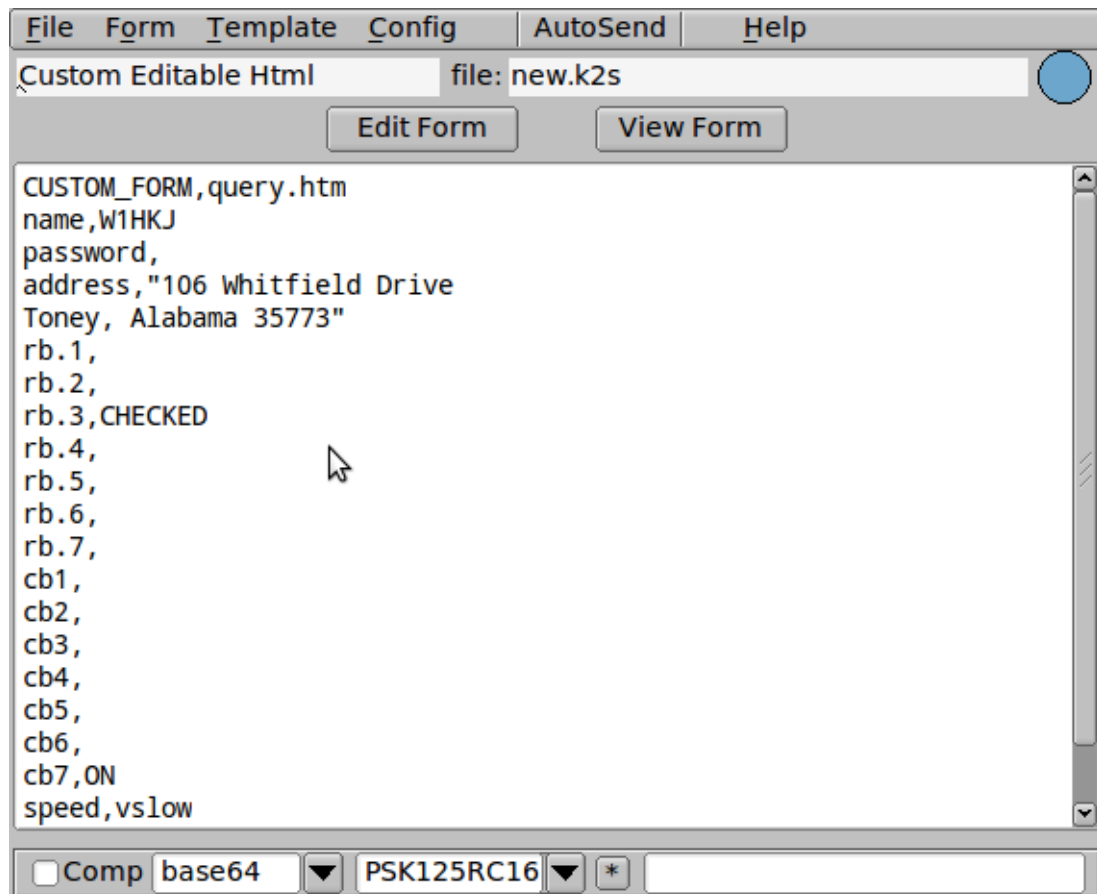 File Form Template Config AutoSend Help
Custom Editable Html file: new.k2s
Edit Form View Form
CUSTOM_FORM,query.htm
name,W1HKJ
password,
address,"106 Whitfield Drive
Toney, Alabama 35773"
rb.1,
rb.2,
rb.3,CHECKED
rb.4,
rb.5,
rb.6,
rb.7,
cb1,
cb2,
cb3,
cb4,
cb5,
cb6,
cb7,ON
speed,vslow
Comp base64 PSK125RC16 *